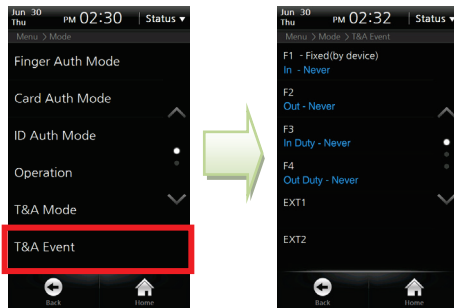 Jun 30
Thu
PM 02:30
Status
Menu > Mode
Finger Auth Mode
Card Auth Mode
ID Auth Mode
Operation
T&A Mode
T&A Event
Back
Home
Jun 30
Thu
PM 02:32
Status
Menu > Mode > T&A Event
F1 - Fixed(by device)
In - Never
F2
Out - Never
F3
In Duty - Never
F4
Out Duty - Never
EXT1
EXT2
Back
Home